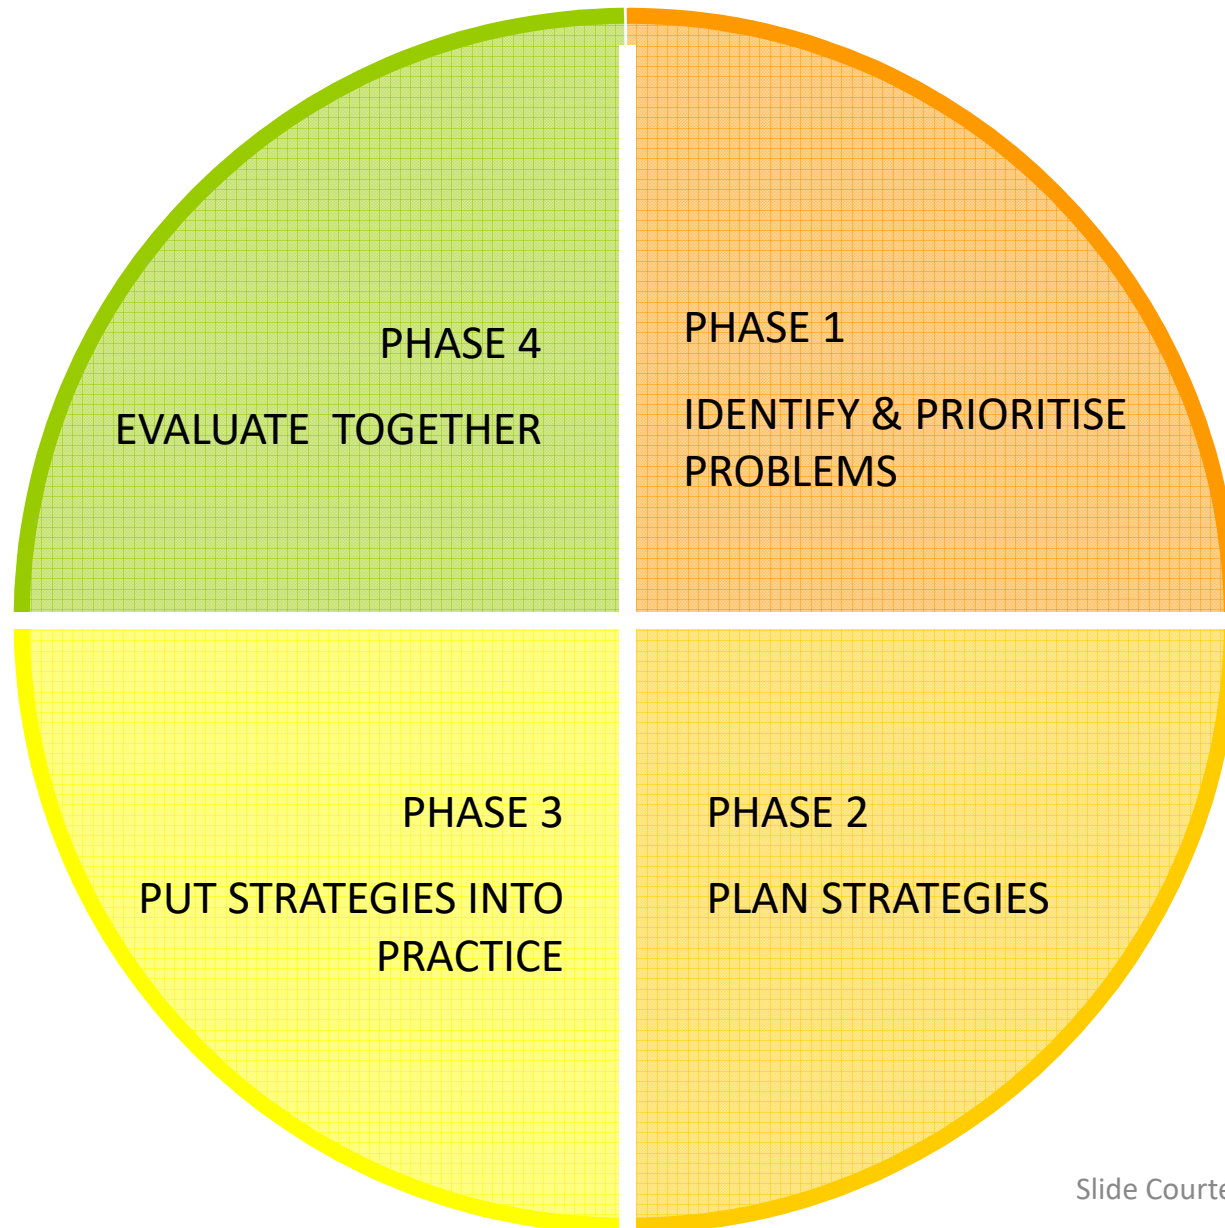 PHASE 1
IDENTIFY & PRIORITISE
PROBLEMS
PHASE 2
PLAN STRATEGIES
PHASE 3
PUT STRATEGIES INTO
PRACTICE
PHASE 4
EVALUATE TOGETHER
Slide